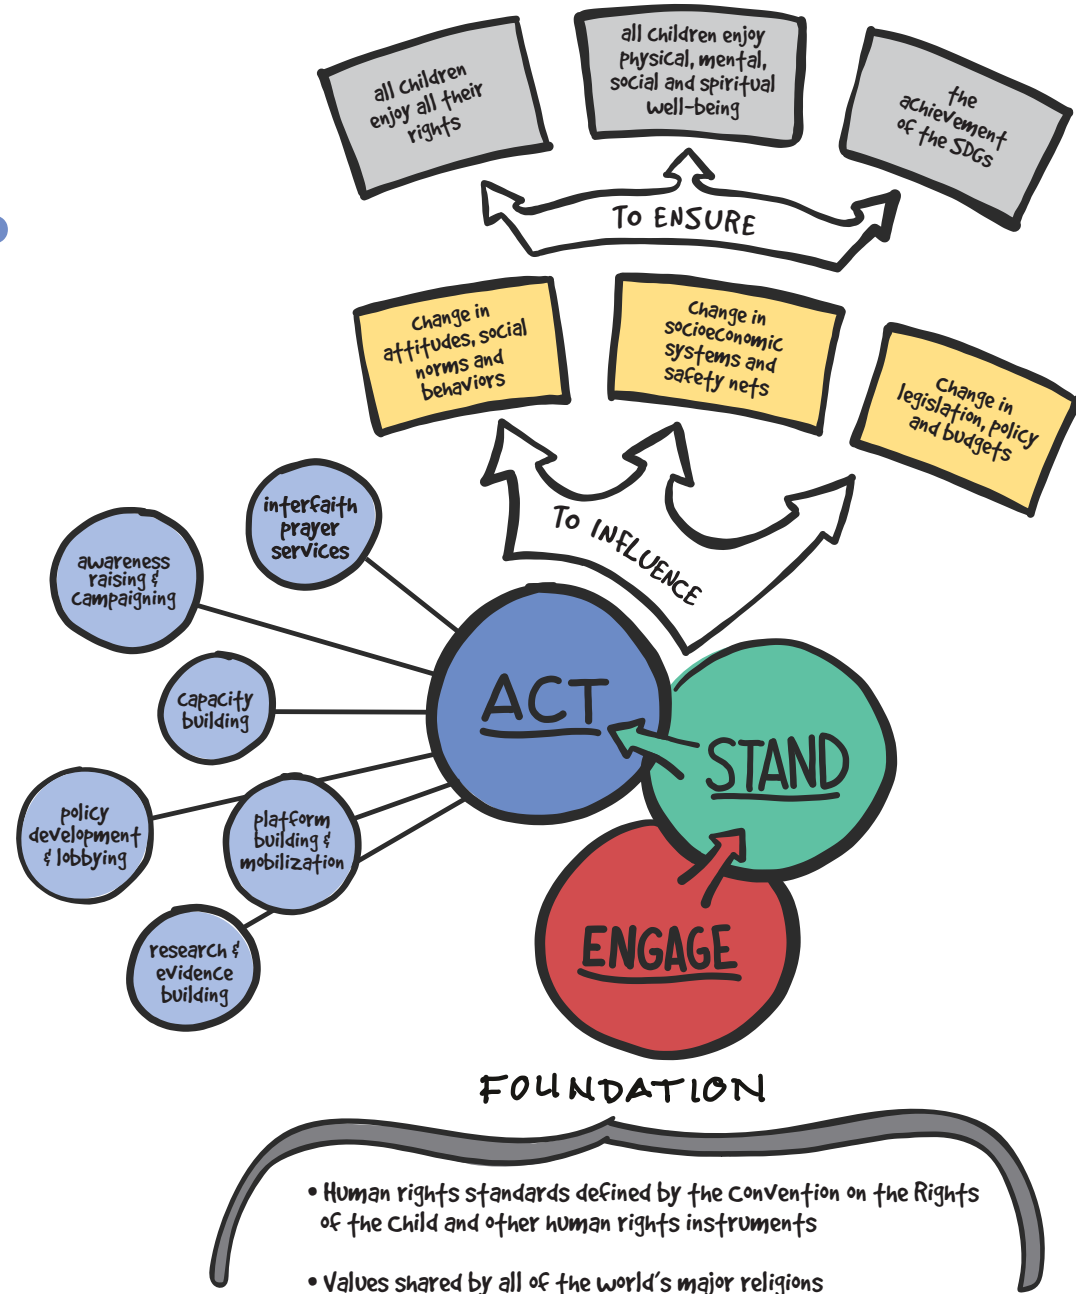 all children
enjoy all their
rights
all children enjoy
physical, mental,
social and spiritual
well-being
the
achievement
of the SDGs
TO ENSURE
Change in
attitudes, social
norms and
behaviors
Change in
socioeconomic
systems and
safety nets
Change in
legislation, policy
and budgets
TO INFLUENCE
interfaith
prayer
services
awareness
raising &
campaigning
capacity
building
policy
development
& lobbying
platform
building &
mobilization
research &
evidence
building
ACT
STAND
ENGAGE
FOUNDATION
• Human rights standards defined by the Convention on the Rights
of the Child and other human rights instruments
• Values shared by all of the world's major religions